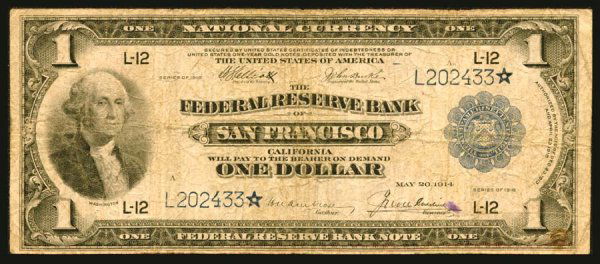 ONE NATIONAL CURRENCY ONE
1 L-12 L-12 1
SECURED BY UNITED STATES CERTIFICATES OF INDEBTEDNESS OR
UNITED STATES ONE-YEAR GOLD NOTES, DEPOSITED WITH THE TREASURER OF
THE UNITED STATES OF AMERICA
SERIES OF 1918
L202433☆
THE
FEDERAL RESERVE BANK
OF
SAN FRANCISCO
CALIFORNIA
WILL PAY TO THE BEARER ON DEMAND
ONE DOLLAR
MAY 20, 1914
SERIES OF 1918
L202433☆
WASHINGTON
1 L-12 L-12 1
ONE FEDERAL RESERVE BANK NOTE ONE